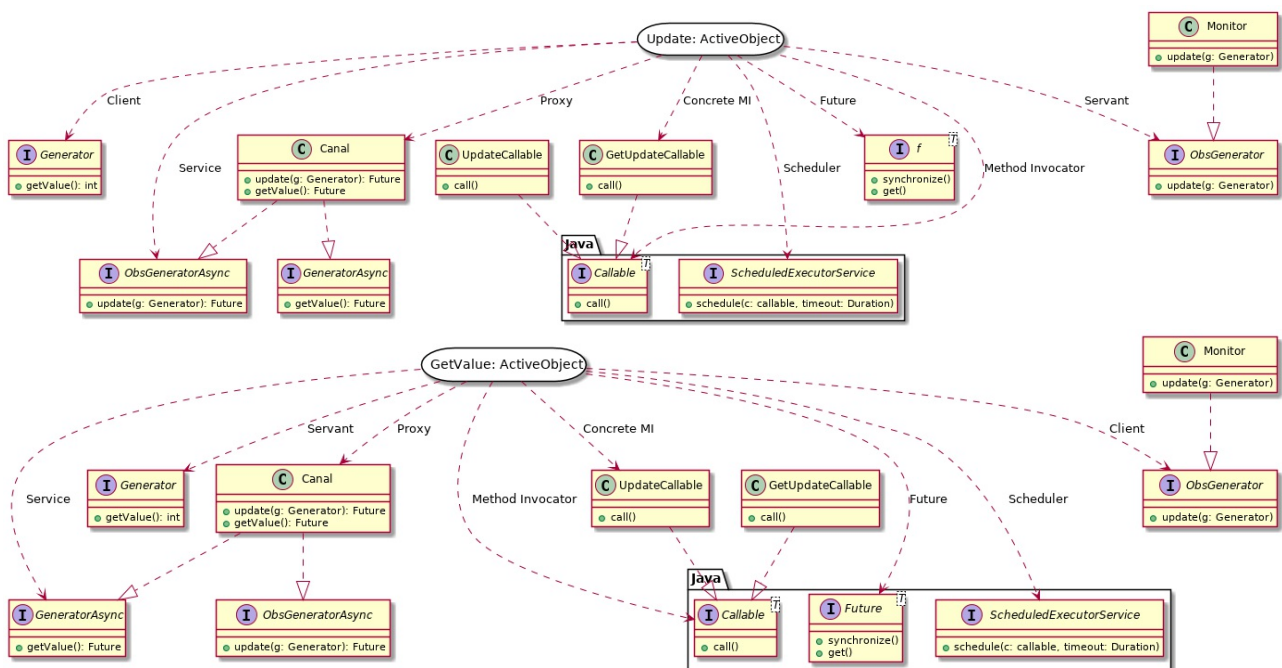 Update: ActiveObject
C Monitor
update(g: Generator)
Client
Service
Proxy
Concrete MI
Scheduler
Future
Method Invocator
Servant
I Generator
getValue(): int
C Canal
update(g: Generator): Future
getValue(): Future
C UpdateCallable
call()
C GetUpdateCallable
call()
I f T
synchronize()
get()
I ObsGenerator
update(g: Generator)
I ObsGeneratorAsync
update(g: Generator): Future
I GeneratorAsync
getValue(): Future
Java
I Callable T
call()
I ScheduledExecutorService
schedule(c: callable, timeout: Duration)
GetValue: ActiveObject
C Monitor
update(g: Generator)
Service
Servant
Proxy
Method Invocator
Concrete MI
Future
Scheduler
Client
I Generator
getValue(): int
C Canal
update(g: Generator): Future
getValue(): Future
C UpdateCallable
call()
C GetUpdateCallable
call()
I ObsGenerator
update(g: Generator)
I GeneratorAsync
getValue(): Future
I ObsGeneratorAsync
update(g: Generator): Future
Java
I Callable T
call()
I Future T
synchronize()
get()
I ScheduledExecutorService
schedule(c: callable, timeout: Duration)